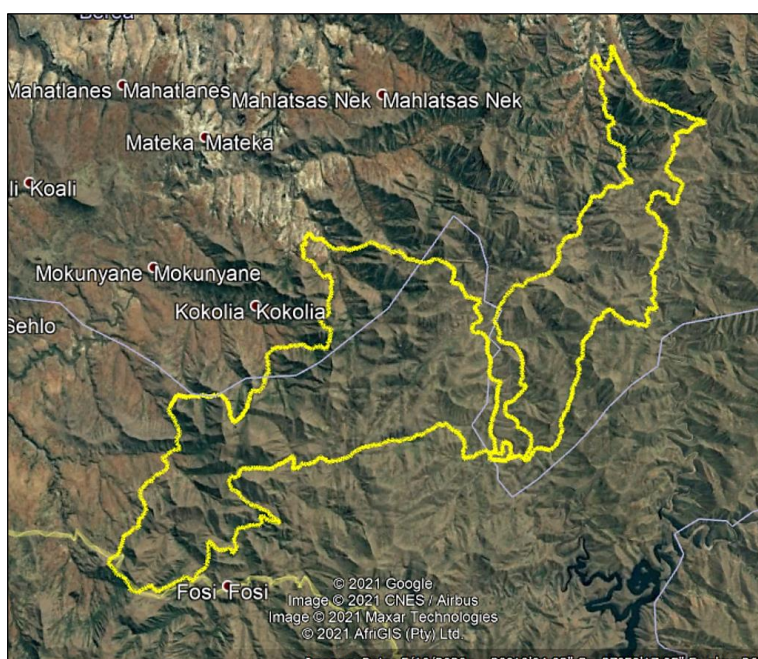 Berea
Mahatlanes Mahatlanes
Mahlatsas Nek Mahlatsas Nek
Mateka Mateka
li Koali
Mokunyane Mokunyane
Kokolia Kokolia
Sehlo
Fosi Fosi
© 2021 Google
Image © 2021 CNES / Airbus
Image © 2021 Maxar Technologies
© 2021 AfriGIS (Pty) Ltd.